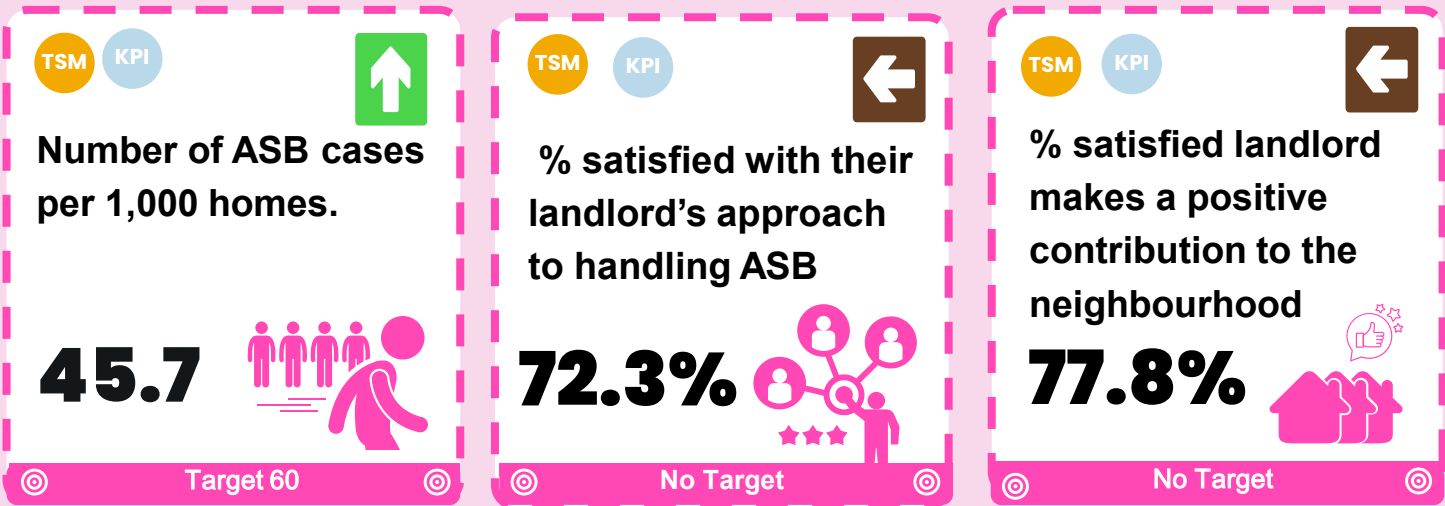 TSM KPI
Number of ASB cases
per 1,000 homes.
45.7
Target 60
TSM KPI
% satisfied with their
landlord’s approach
to handling ASB
72.3%
No Target
TSM KPI
% satisfied landlord
makes a positive
contribution to the
neighbourhood
77.8%
No Target